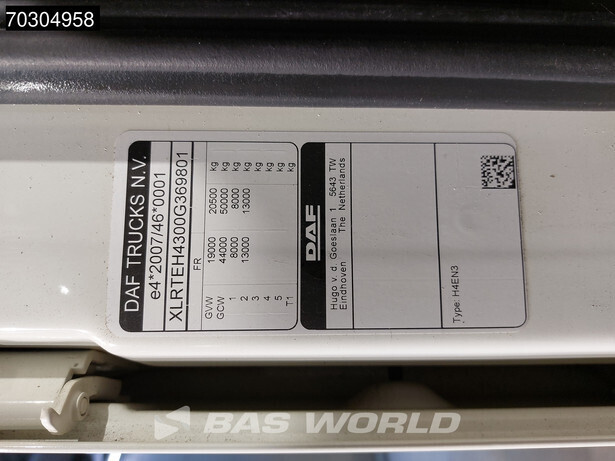 70304958
DAF TRUCKS N.V.
e4*2007/46*0001
XLRTEH4300G369801
FR
GVW 19000 20500 kg
GCW 44000 50000 kg
1 8000 8000 kg
2 13000 13000 kg
3 kg
4 kg
5 kg
T1 kg
DAF
Hugo v. d. Goeslaan 1 5643 TW
Eindhoven The Netherlands
Type: H4EN3
BAS WORLD